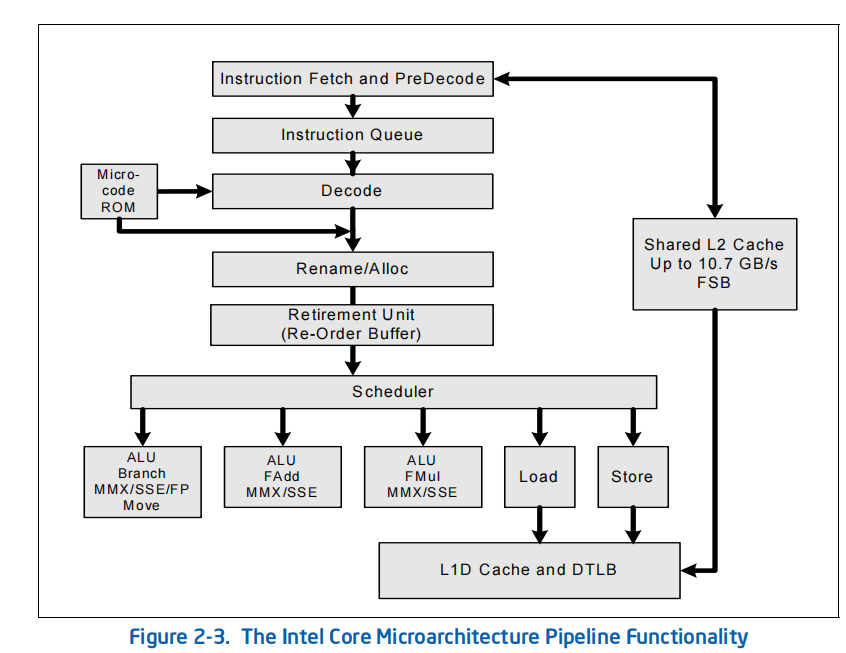 Instruction Fetch and PreDecode
Instruction Queue
Micro-
code
ROM
Decode
Shared L2 Cache
Up to 10.7 GB/s
FSB
Rename/Alloc
Retirement Unit
(Re-Order Buffer)
Scheduler
ALU
Branch
MMX/SSE/FP
Move
ALU
FAdd
MMX/SSE
ALU
FMul
MMX/SSE
Load
Store
L1D Cache and DTLB
Figure 2-3. The Intel Core Microarchitecture Pipeline Functionality